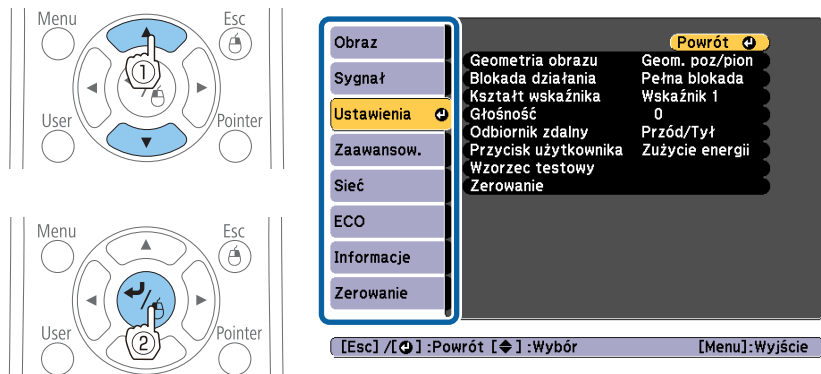 Menu Esc
①
User Pointer
Menu Esc
User Pointer
②
Obraz
Sygnał
Ustawienia
Zaawansow.
Sieć
ECO
Informacje
Zerowanie
Powrót
Geometria obrazu Geom. poz/pion
Blokada działania Pełna blokada
Kształt wskaźnika Wskaźnik 1
Głośność 0
Odbiornik zdalny Przód/Tył
Przycisk użytkownika Zużycie energii
Wzorzec testowy
Zerowanie
[Esc] /[⏎] :Powrót [◆] :Wybór [Menu]:Wyjście